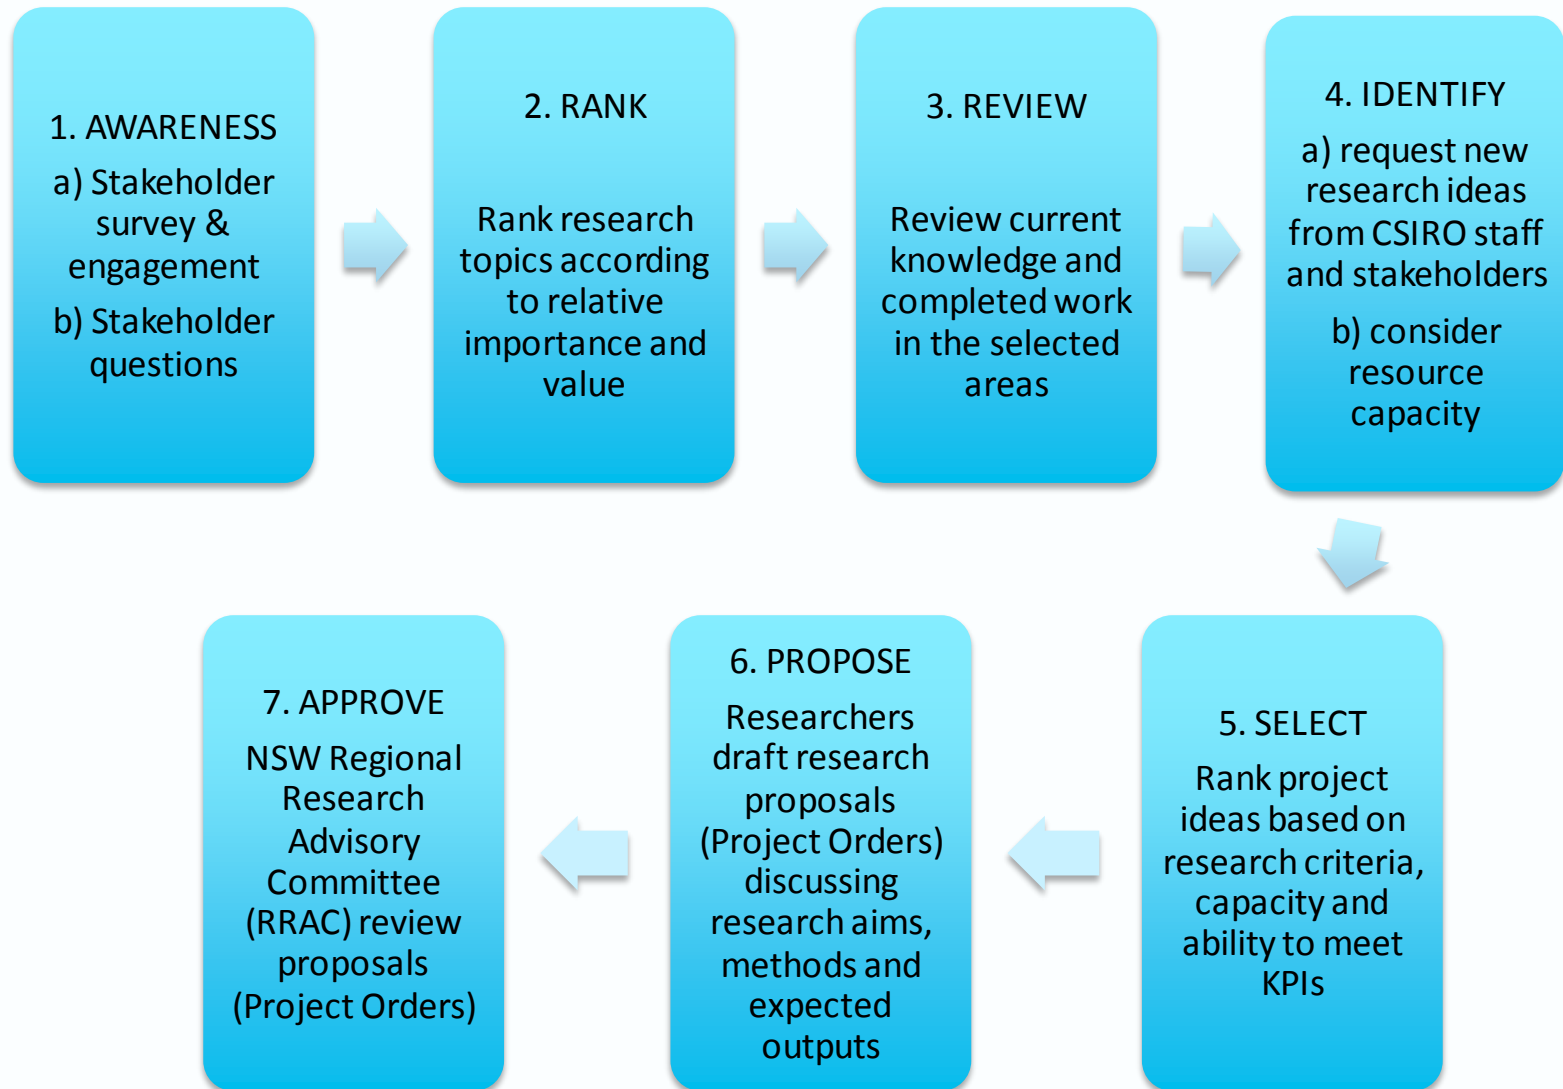 1. AWARENESS
a) Stakeholder
survey &
engagement
b) Stakeholder
questions
2. RANK
Rank research
topics according
to relative
importance and
value
3. REVIEW
Review current
knowledge and
completed work
in the selected
areas
4. IDENTIFY
a) request new
research ideas
from CSIRO staff
and stakeholders
b) consider
resource
capacity
5. SELECT
Rank project
ideas based on
research criteria,
capacity and
ability to meet
KPIs
6. PROPOSE
Researchers
draft research
proposals
(Project Orders)
discussing
research aims,
methods and
expected
outputs
7. APPROVE
NSW Regional
Research
Advisory
Committee
(RRAC) review
proposals
(Project Orders)